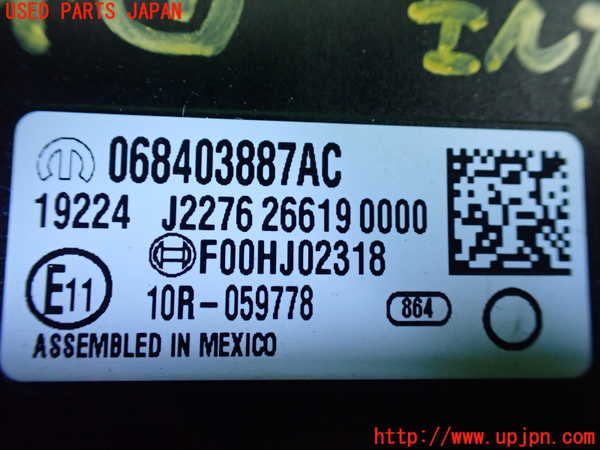 USED PARTS JAPAN
068403887AC
19224 J2276 26619 0000
F00HJ02318
E11
10R-059778
864
ASSEMBLED IN MEXICO
http://www.upjpn.com/